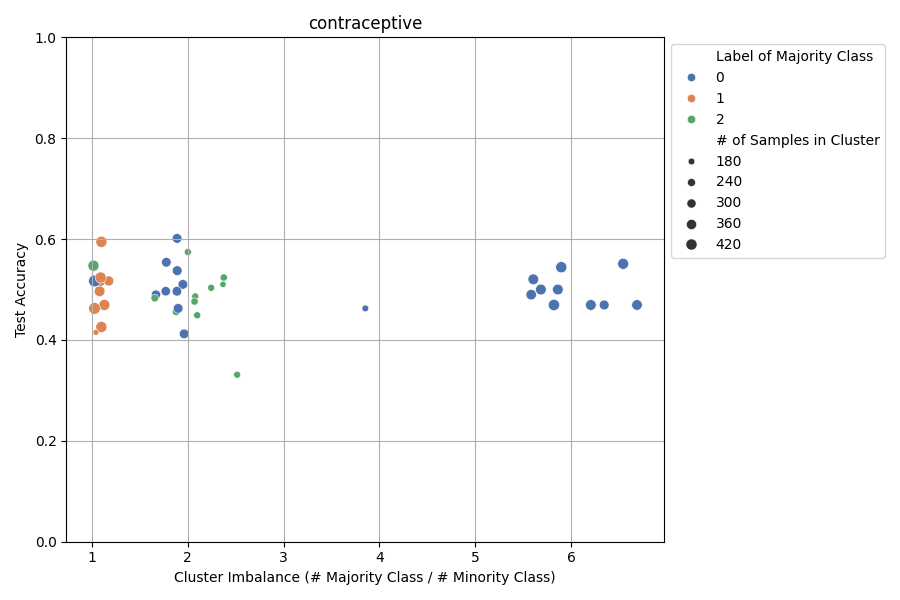 contraceptive
1.0
0.8
0.6
0.4
0.2
0.0
Test Accuracy
1 2 3 4 5 6
Cluster Imbalance (# Majority Class / # Minority Class)
Label of Majority Class
0
1
2
# of Samples in Cluster
180
240
300
360
420